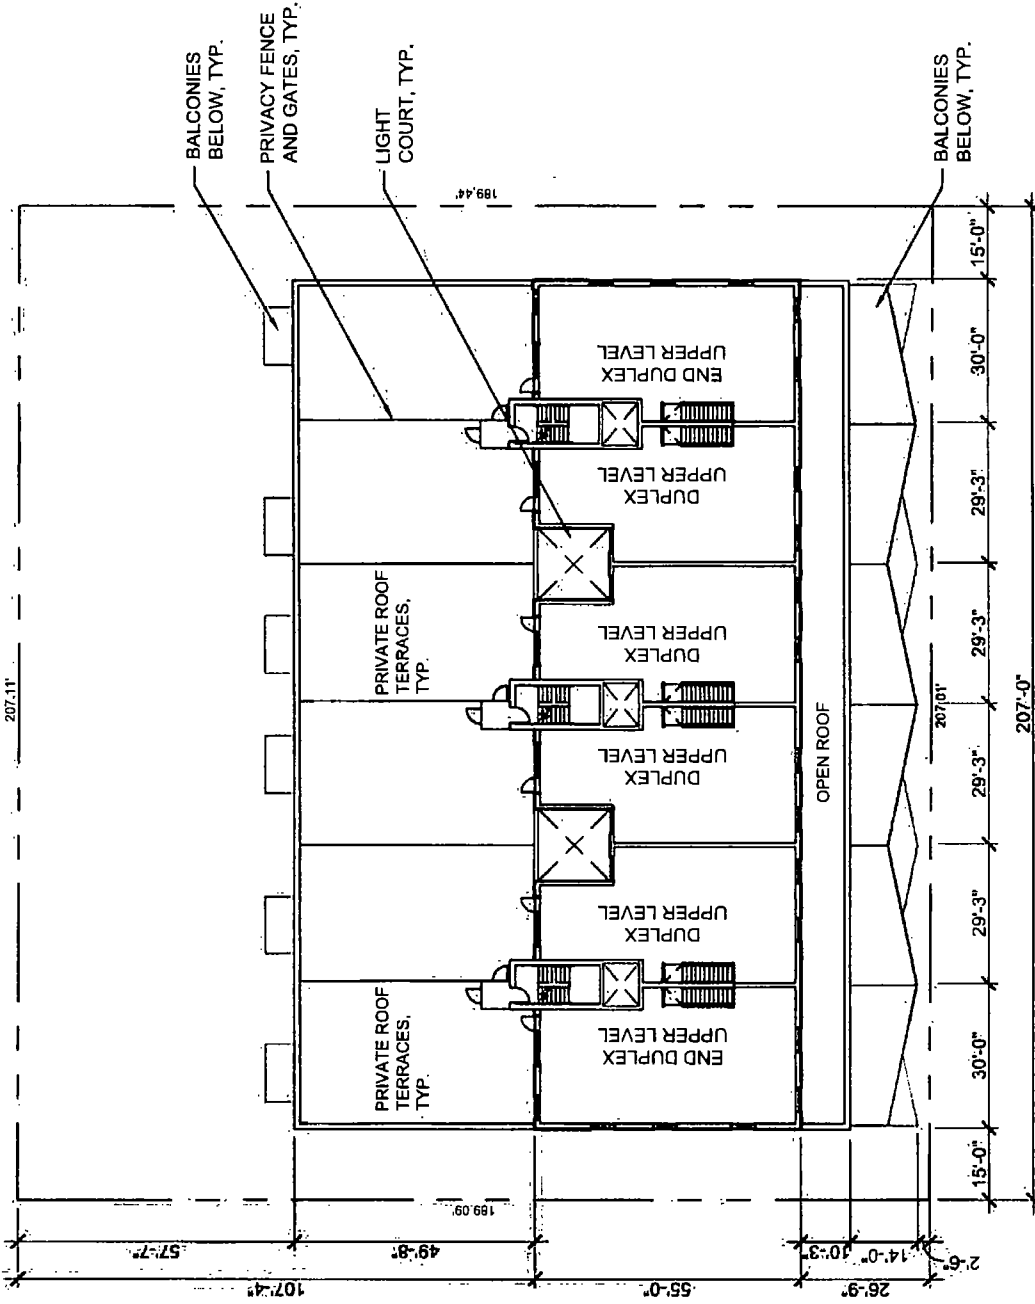 BALCONIES
BELOW, TYP.
PRIVACY FENCE
AND GATES, TYP.
LIGHT
COURT, TYP.
BALCONIES
BELOW, TYP.
207.11'
189.44'
189.09'
207.01'
PRIVATE ROOF
TERRACES,
TYP.
PRIVATE ROOF
TERRACES,
TYP.
END DUPLEX
UPPER LEVEL
DUPLEX
UPPER LEVEL
DUPLEX
UPPER LEVEL
DUPLEX
UPPER LEVEL
DUPLEX
UPPER LEVEL
END DUPLEX
UPPER LEVEL
OPEN ROOF
15'-0"
30'-0"
29'-3"
29'-3"
29'-3"
29'-3"
30'-0"
15'-0"
207'-0"
57'-7"
49'-8"
10'-3"
14'-0"
2'-6"
107'-4"
55'-0"
26'-9"